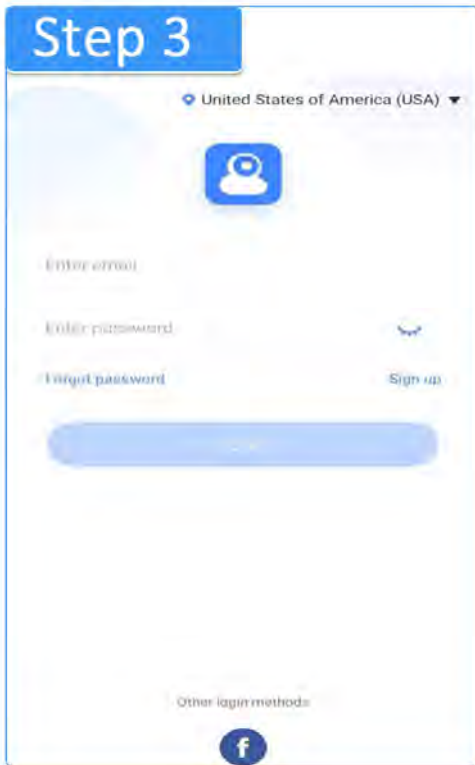 Step 3
United States of America (USA)
Enter email
Enter password
Forgot password
Sign up
Other login methods
f